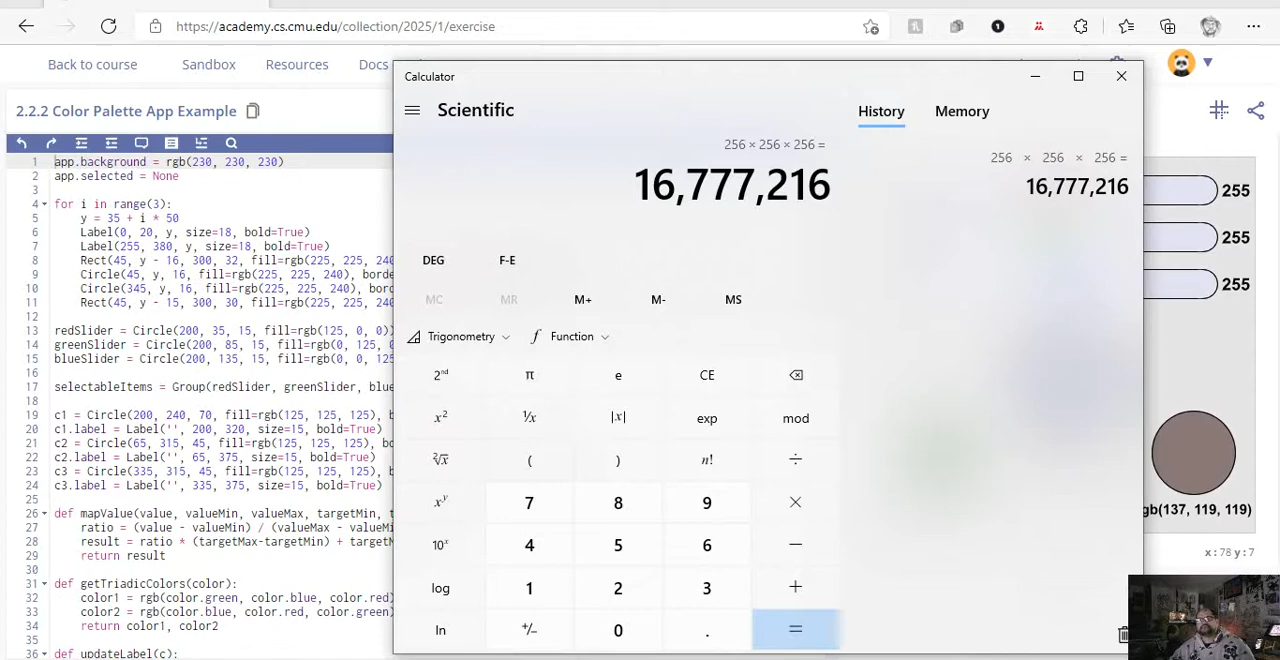 https://academy.cs.cmu.edu/collection/2025/1/exercise
Back to course
Sandbox
Resources
Docs
2.2.2 Color Palette App Example
1 app.background = rgb(230, 230, 230)
2 app.selected = None
3
4 for i in range(3):
5 y = 35 + i * 50
6 Label(0, 20, y, size=18, bold=True)
7 Label(255, 380, y, size=18, bold=True)
8 Rect(45, y - 16, 300, 32, fill=rgb(225, 225, 240
9 Circle(45, y, 16, fill=rgb(225, 225, 240), borde
10 Circle(345, y, 16, fill=rgb(225, 225, 240), bor
11 Rect(45, y - 15, 300, 30, fill=rgb(225, 225, 240
12
13 redSlider = Circle(200, 35, 15, fill=rgb(125, 0, 0)
14 greenSlider = Circle(200, 85, 15, fill=rgb(0, 125, 0
15 blueSlider = Circle(200, 135, 15, fill=rgb(0, 0, 125
16
17 selectableItems = Group(redSlider, greenSlider, blue
18
19 c1 = Circle(200, 240, 70, fill=rgb(125, 125, 125), b
20 c1.label = Label('', 200, 320, size=15, bold=True)
21 c2 = Circle(65, 315, 45, fill=rgb(125, 125, 125), bo
22 c2.label = Label('', 65, 375, size=15, bold=True)
23 c3 = Circle(335, 315, 45, fill=rgb(125, 125, 125), b
24 c3.label = Label('', 335, 375, size=15, bold=True)
25
26 def mapValue(value, valueMin, valueMax, targetMin, t
27 ratio = (value - valueMin) / (valueMax - valueM
28 result = ratio * (targetMax-targetMin) + targetM
29 return result
30
31 def getTriadicColors(color):
32 color1 = rgb(color.green, color.blue, color.red)
33 color2 = rgb(color.blue, color.red, color.green)
34 return color1, color2
35
36 def updateLabel(c):
Calculator
Scientific
History
Memory
256 × 256 × 256 =
16,777,216
256 × 256 × 256 =
16,777,216
DEG
F-E
MC
MR
M+
M-
MS
Trigonometry
Function
2nd
π
e
CE
x²
1/x
|x|
exp
mod
²√x
(
)
n!
÷
xʸ
7
8
9
×
10ˣ
4
5
6
−
log
1
2
3
+
ln
+/−
0
.
=
255
255
255
gb(137, 119, 119)
x:78 y:7